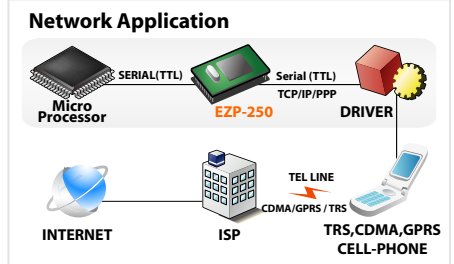 Network Application
SERIAL(TTL)
Serial (TTL)
TCP/IP/PPP
Micro
Processor
EZP-250
DRIVER
TEL LINE
CDMA/GPRS / TRS
INTERNET
ISP
TRS,CDMA,GPRS
CELL-PHONE